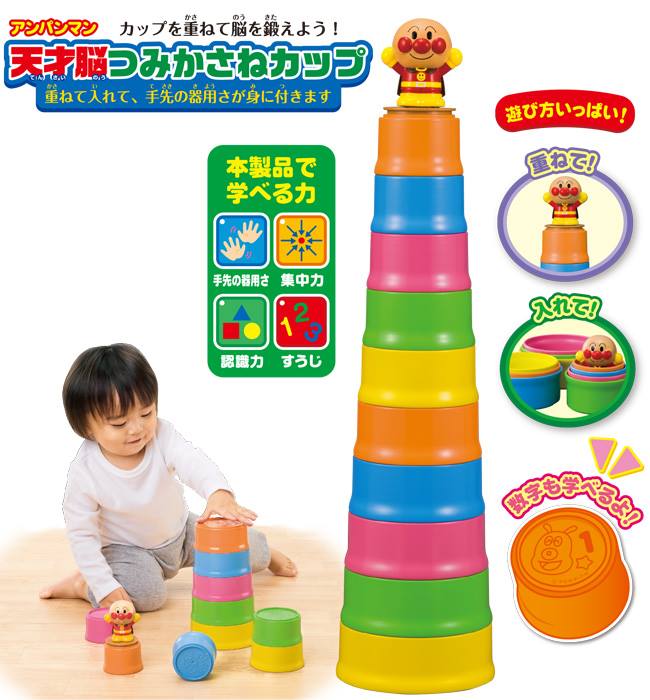 アンパンマン
カップを重ねて脳を鍛えよう！
天才脳つみかさねカップ
重ねて入れて、手先の器用さが身に付きます
遊び方いっぱい！
本製品で
学べる力
手先の器用さ
集中力
1 2 3
認識力
すうじ
重ねて！
入れて！
数字も学べるよ！
1